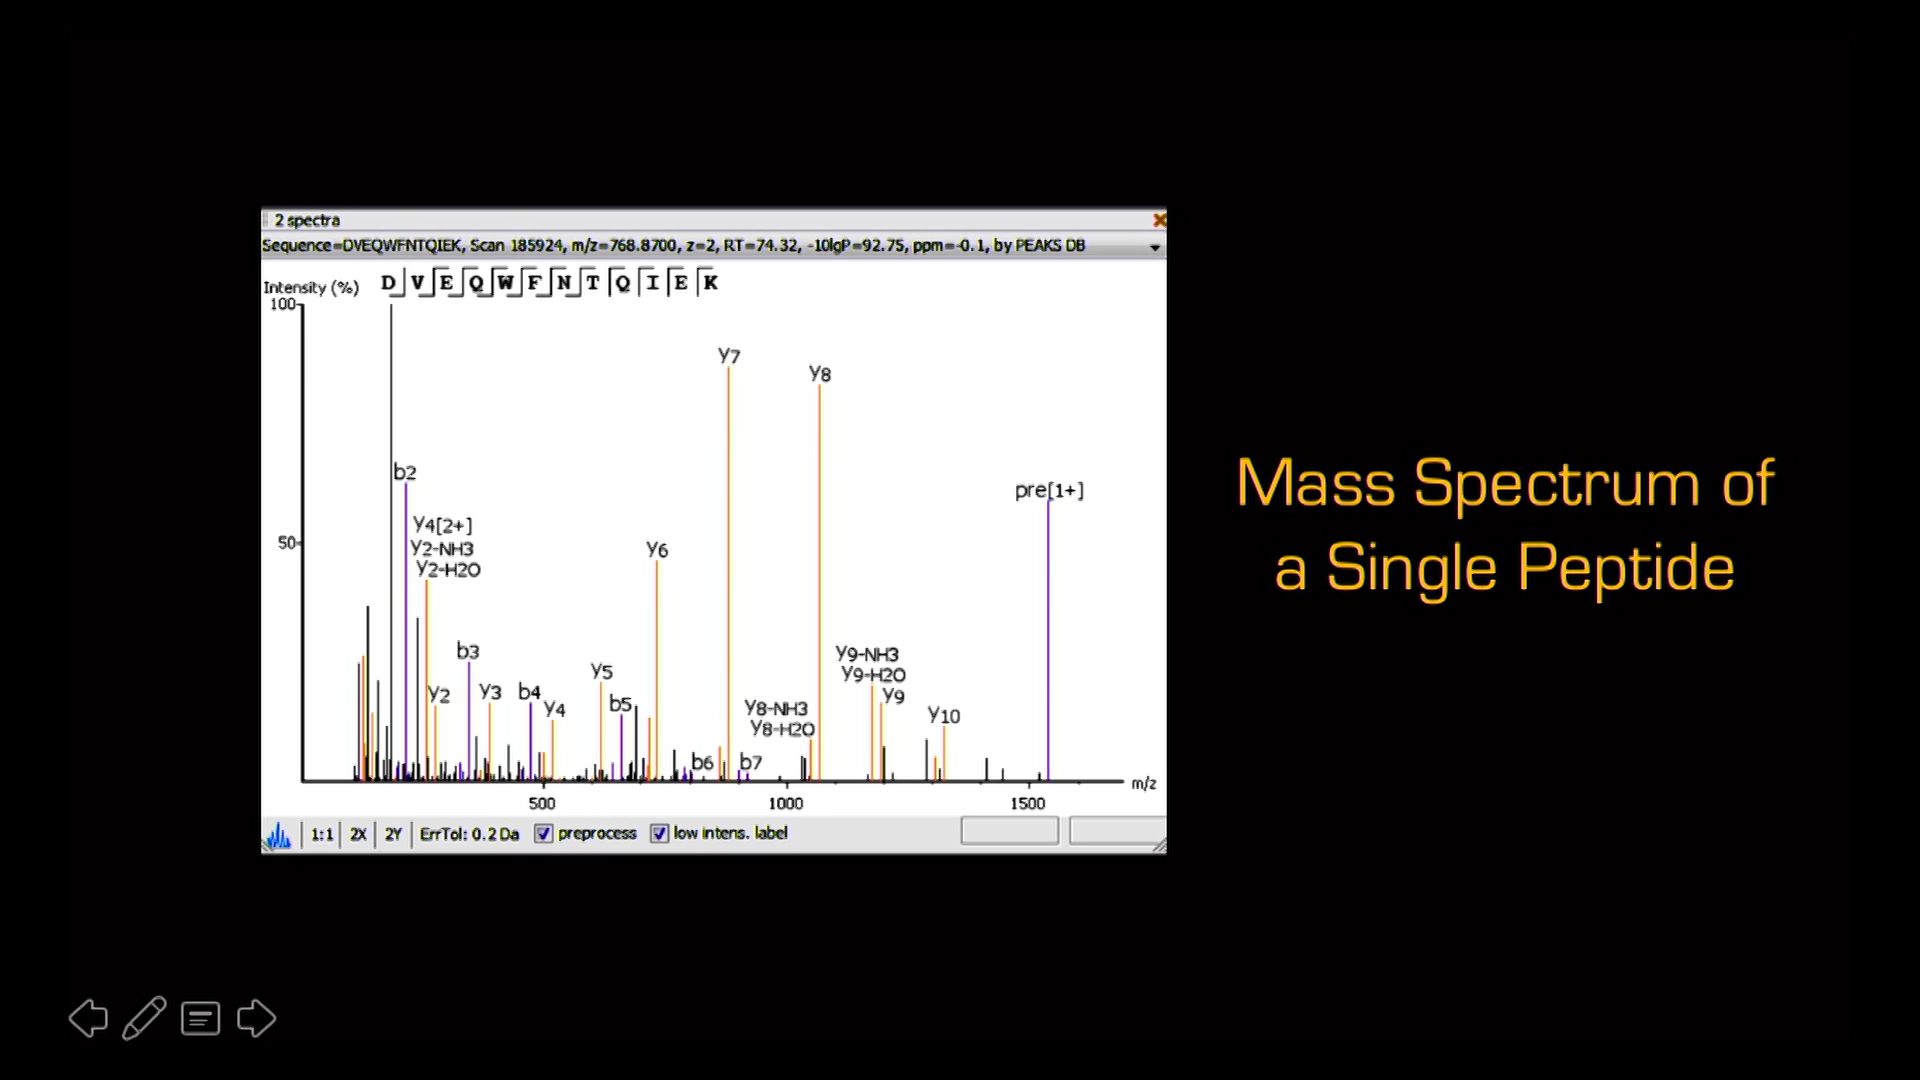 2 spectra
Sequence=DVEQWFNTQIEK, Scan 185924, m/z=768.8700, z=2, RT=74.32, -10lgP=92.75, ppm=-0.1, by PEAKS DB
Intensity (%)
D V E Q W F N T Q I E K
100
y7
y8
b2
pre[1+]
y4[2+]
50
y2-NH3
y6
y2-H2O
b3
y9-NH3
y5
y9-H2O
y2
y3
b4
y9
b5
y4
y8-NH3
y10
y8-H2O
b6
b7
m/z
500
1000
1500
1:1
2X
2Y
ErrTol: 0.2 Da
preprocess
low intens. label
Mass Spectrum of
a Single Peptide